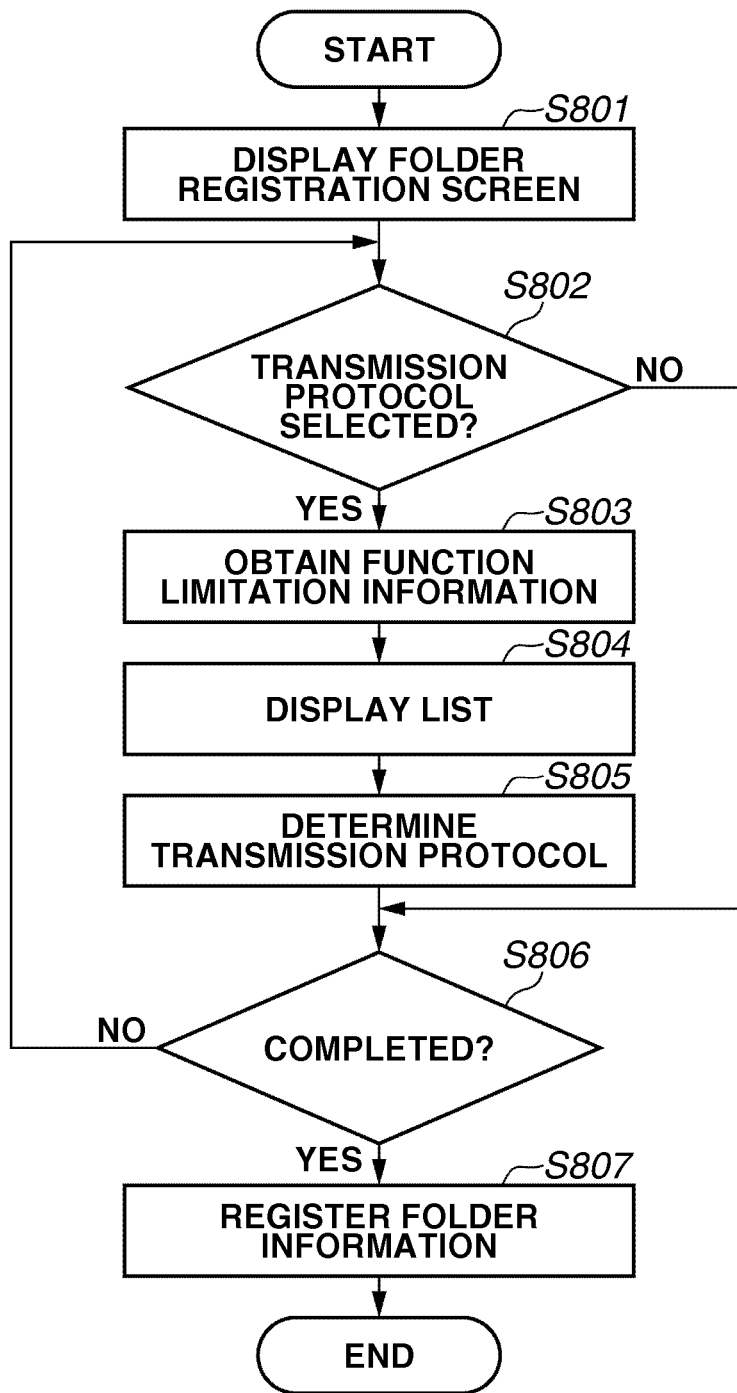 START
S801
DISPLAY FOLDER
REGISTRATION SCREEN
S802
TRANSMISSION
PROTOCOL
SELECTED?
NO
YES
S803
OBTAIN FUNCTION
LIMITATION INFORMATION
S804
DISPLAY LIST
S805
DETERMINE
TRANSMISSION PROTOCOL
S806
NO
COMPLETED?
YES
S807
REGISTER FOLDER
INFORMATION
END